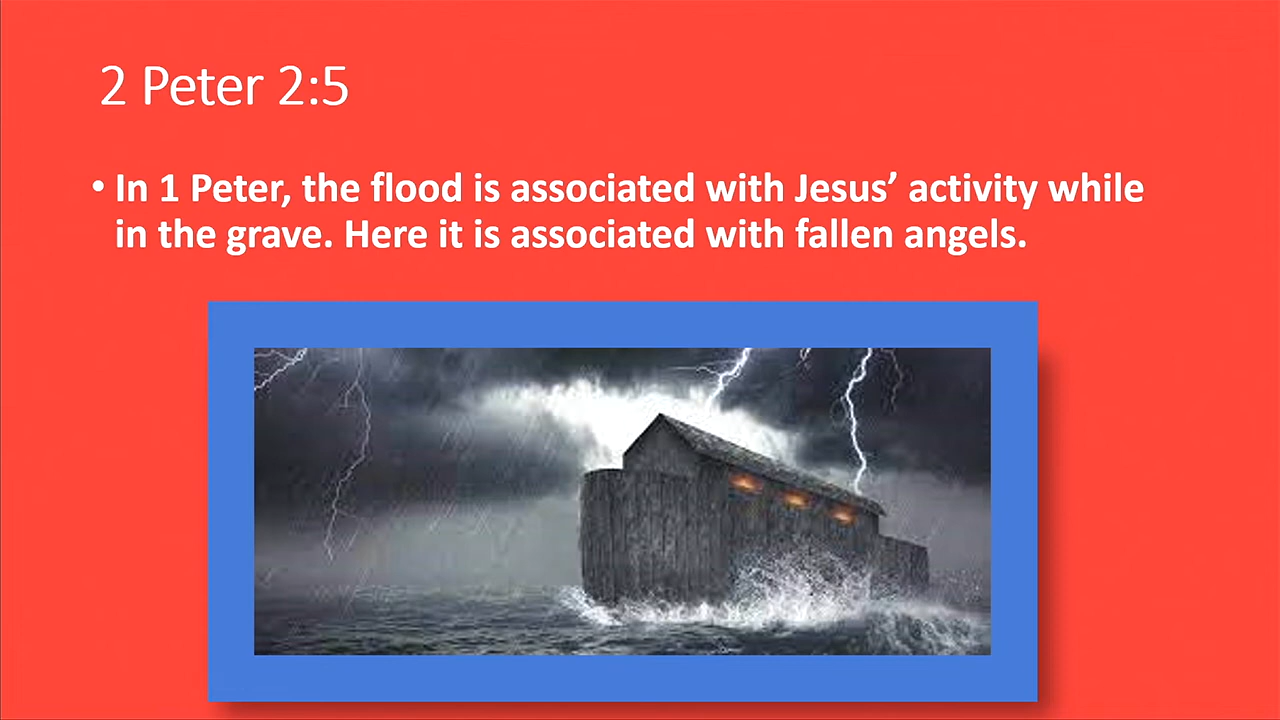 2 Peter 2:5
• In 1 Peter, the flood is associated with Jesus’ activity while
in the grave. Here it is associated with fallen angels.